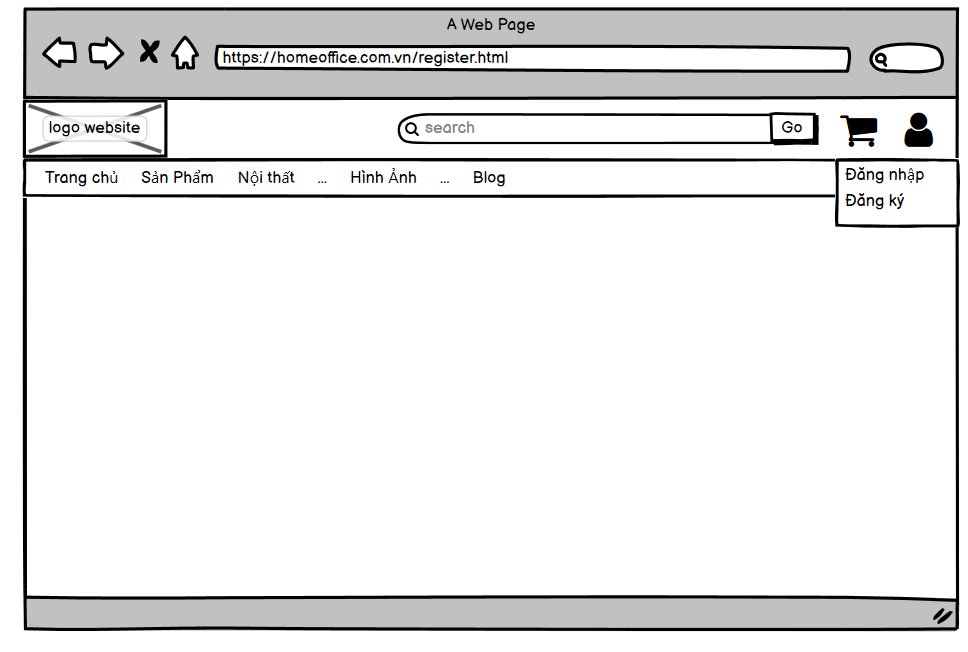 A Web Page
https://homeoffice.com.vn/register.html
logo website
search
Go
Trang chủ Sản Phẩm Nội thất ... Hình Ảnh ... Blog
Đăng nhập
Đăng ký